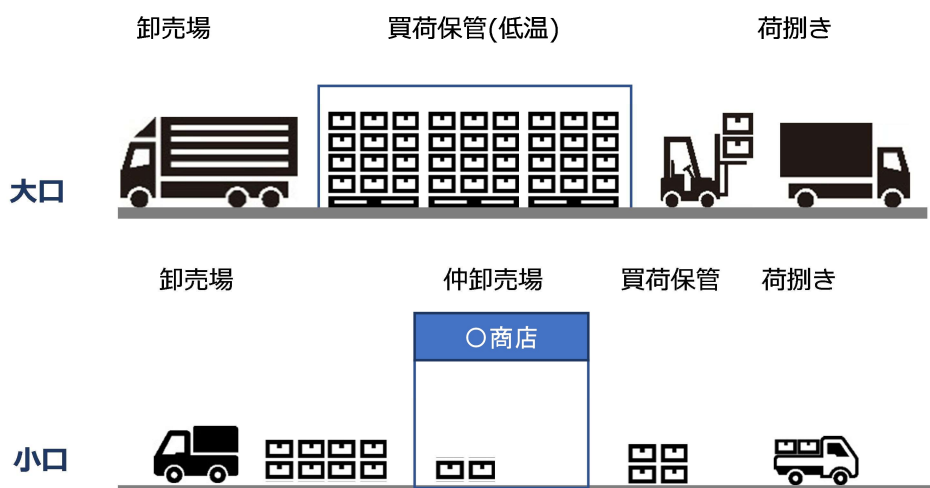 卸売場
買荷保管(低温)
荷捌き
大口
卸売場
仲卸売場
買荷保管
荷捌き
〇商店
小口